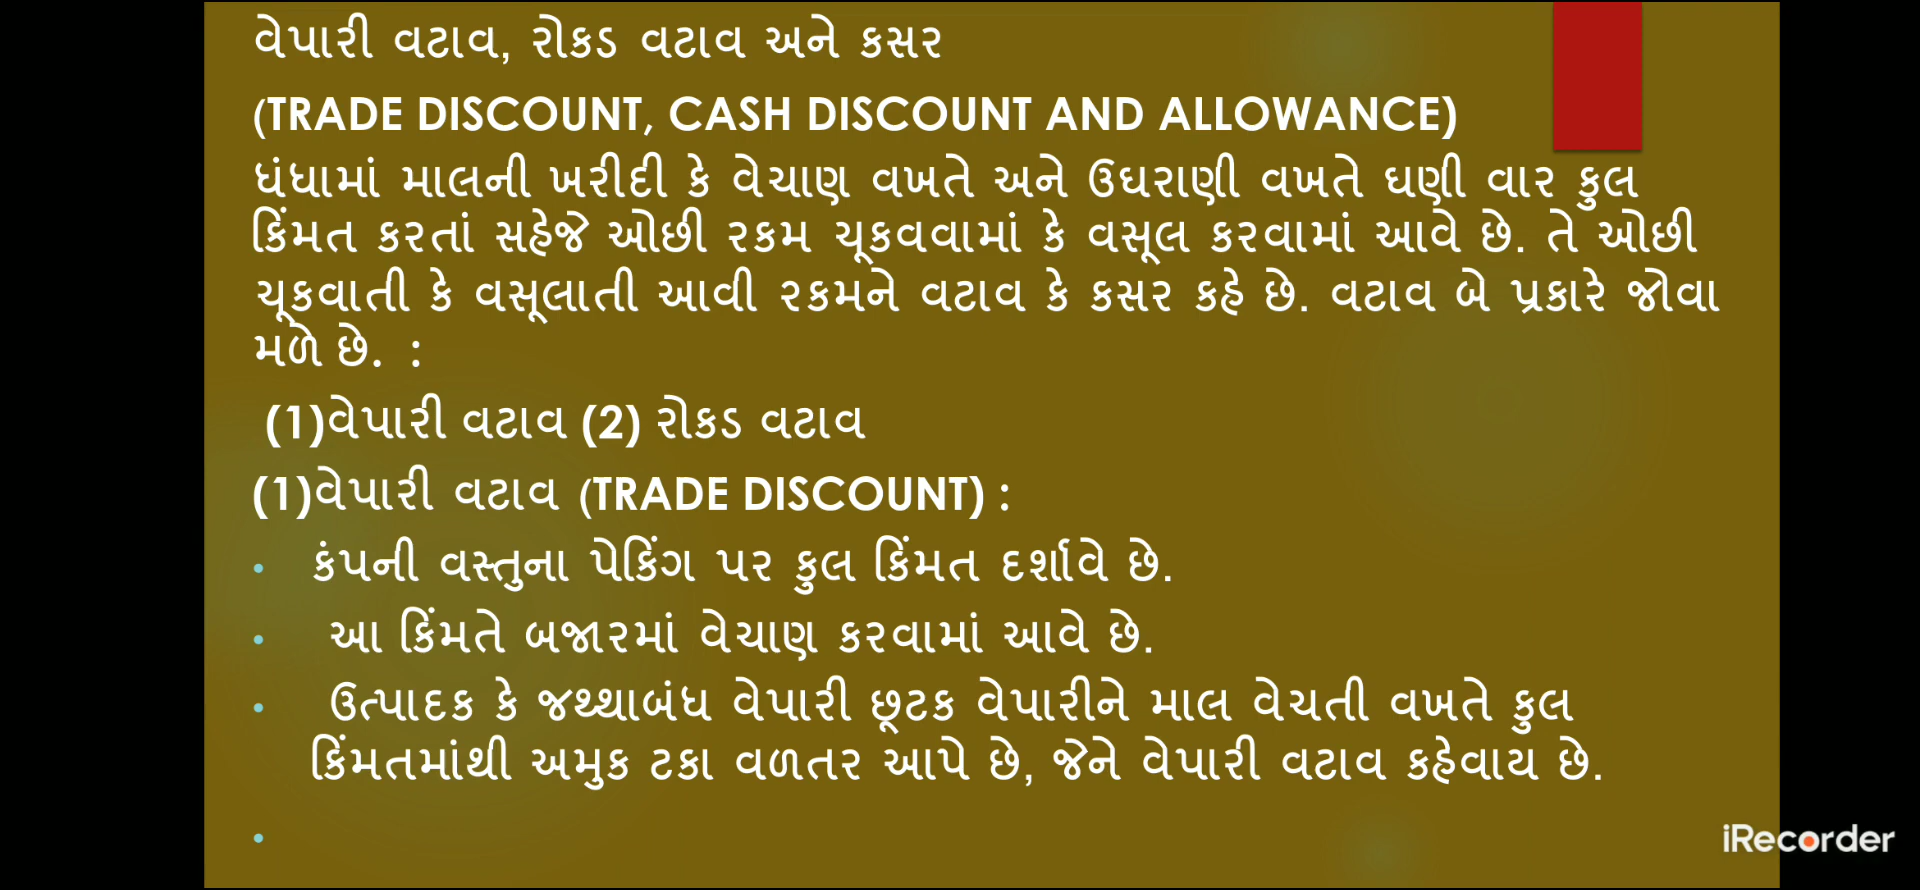 વેપારી વટાવ, રોકડ વટાવ અને કસર
(TRADE DISCOUNT, CASH DISCOUNT AND ALLOWANCE)
ધંધામાં માલની ખરીદી કે વેચાણ વખતે અને ઉઘરાણી વખતે ઘણી વાર કુલ
કિંમત કરતાં સહેજે ઓછી રકમ ચૂકવવામાં કે વસૂલ કરવામાં આવે છે. તે ઓછી
ચૂકવાતી કે વસૂલાતી આવી રકમને વટાવ કે કસર કહે છે. વટાવ બે પ્રકારે જોવા
મળે છે. :
(1)વેપારી વટાવ (2) રોકડ વટાવ
(1)વેપારી વટાવ (TRADE DISCOUNT) :
• કંપની વસ્તુના પેકિંગ પર કુલ કિંમત દર્શાવે છે.
• આ કિંમતે બજારમાં વેચાણ કરવામાં આવે છે.
• ઉત્પાદક કે જથ્થાબંધ વેપારી છૂટક વેપારીને માલ વેચતી વખતે કુલ
કિંમતમાંથી અમુક ટકા વળતર આપે છે, જેને વેપારી વટાવ કહેવાય છે.
•
iRecorder